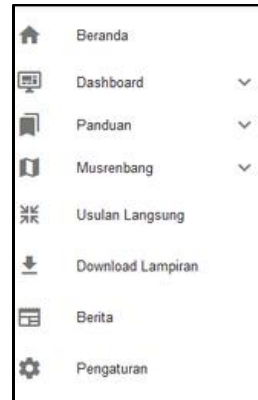 Beranda
Dashboard
Panduan
Musrenbang
Usulan Langsung
Download Lampiran
Berita
Pengaturan